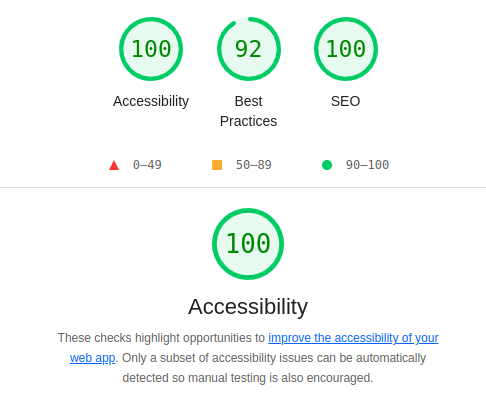 100 92 100
Accessibility Best Practices SEO
0–49 50–89 90–100
100
Accessibility
These checks highlight opportunities to improve the accessibility of your
web app. Only a subset of accessibility issues can be automatically
detected so manual testing is also encouraged.